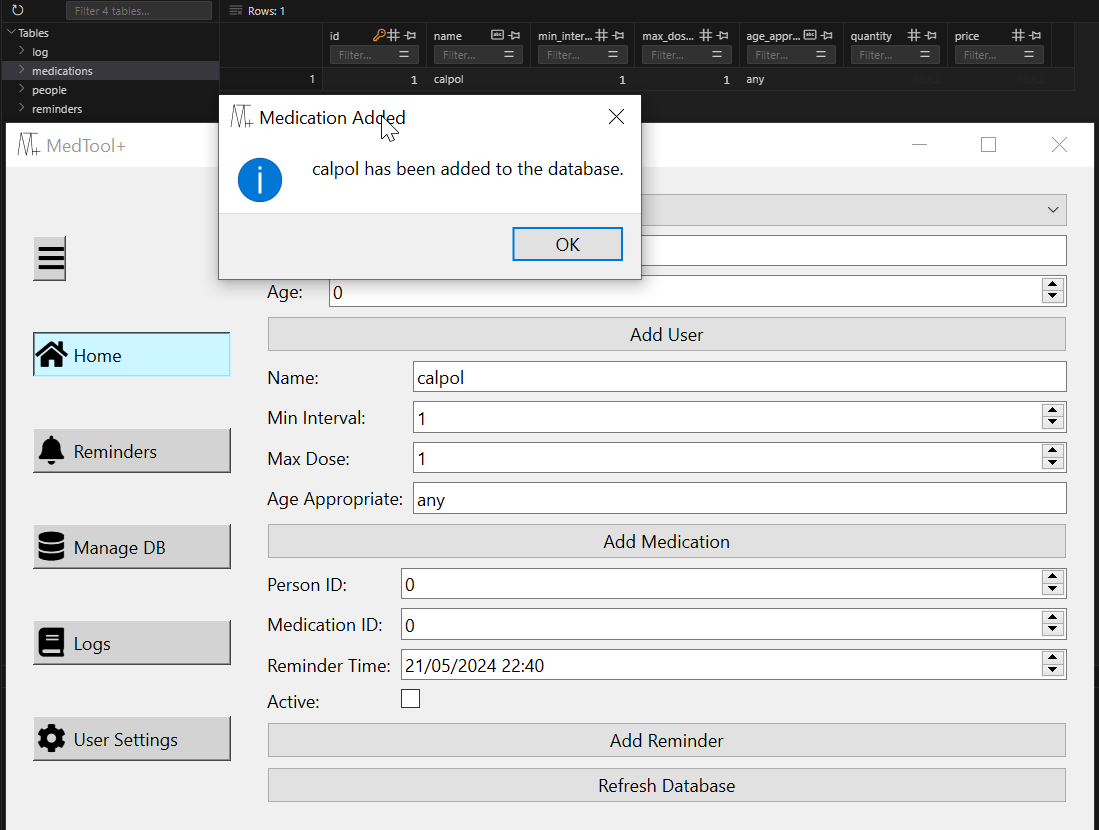 Filter 4 tables...
Rows: 1
Tables
log
medications
people
reminders
id name min_inter... max_dos... age_appr... quantity price
Filter... Filter... Filter... Filter... Filter... Filter... Filter...
1 1 calpol 1 1 any
Medication Added
calpol has been added to the database.
OK
MedTool+
Home
Reminders
Manage DB
Logs
User Settings
Age: 0
Add User
Name: calpol
Min Interval: 1
Max Dose: 1
Age Appropriate: any
Add Medication
Person ID: 0
Medication ID: 0
Reminder Time: 21/05/2024 22:40
Active:
Add Reminder
Refresh Database